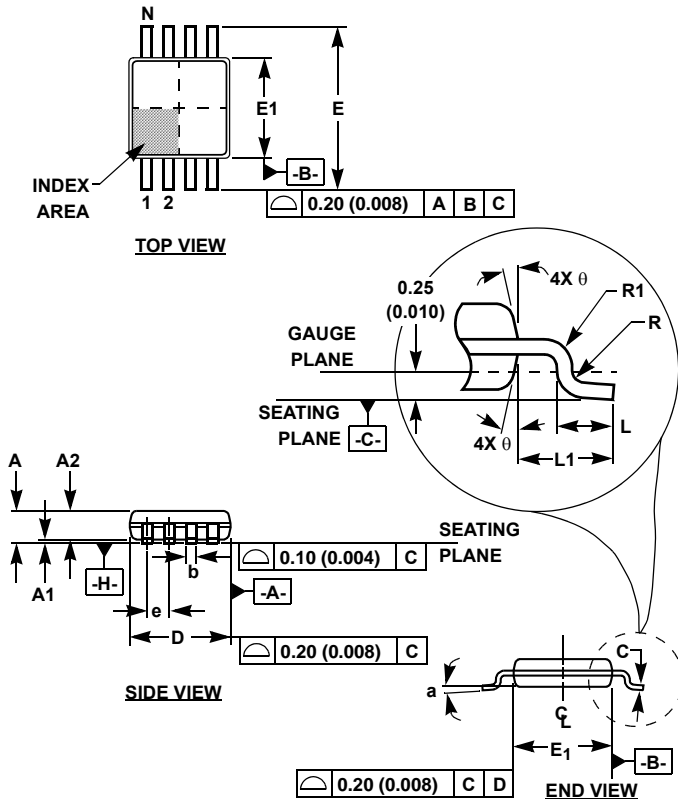 N
E1
E
-B-
INDEX
AREA
1 2
0.20 (0.008) A B C
TOP VIEW
0.25
(0.010)
4X θ
R1
R
GAUGE
PLANE
SEATING
PLANE
-C-
4X θ
L
L1
A
A2
SEATING
PLANE
A1
-H-
b
0.10 (0.004) C
-A-
e
D
0.20 (0.008) C
SIDE VIEW
C
a
CL
E1
-B-
0.20 (0.008) C D
END VIEW